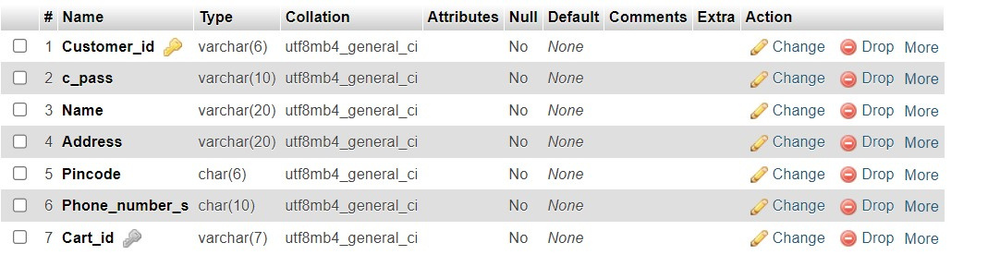 # Name Type Collation Attributes Null Default Comments Extra Action
1 Customer_id varchar(6) utf8mb4_general_ci No None Change Drop More
2 c_pass varchar(10) utf8mb4_general_ci No None Change Drop More
3 Name varchar(20) utf8mb4_general_ci No None Change Drop More
4 Address varchar(20) utf8mb4_general_ci No None Change Drop More
5 Pincode char(6) utf8mb4_general_ci No None Change Drop More
6 Phone_number_s char(10) utf8mb4_general_ci No None Change Drop More
7 Cart_id varchar(7) utf8mb4_general_ci No None Change Drop More